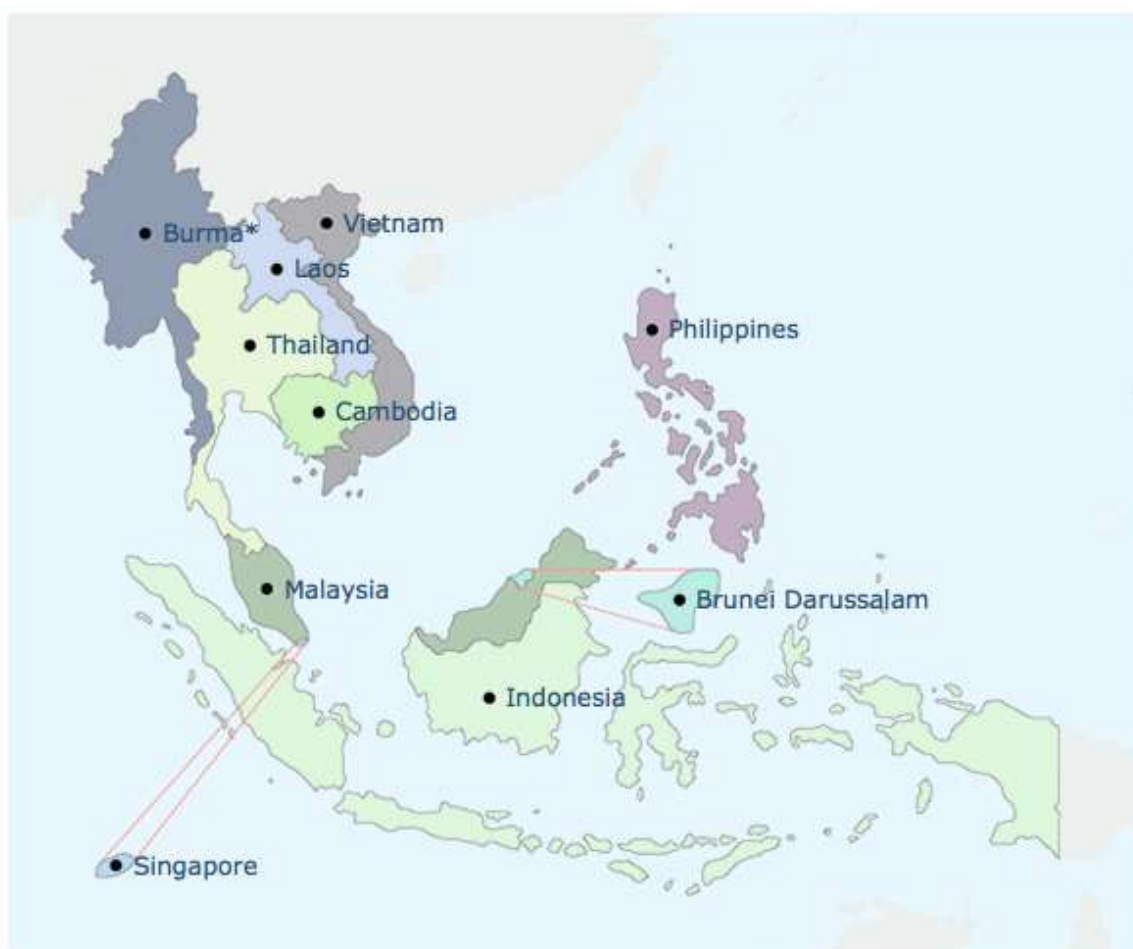 Burma*
Vietnam
Laos
Thailand
Philippines
Cambodia
Malaysia
Brunei Darussalam
Indonesia
Singapore